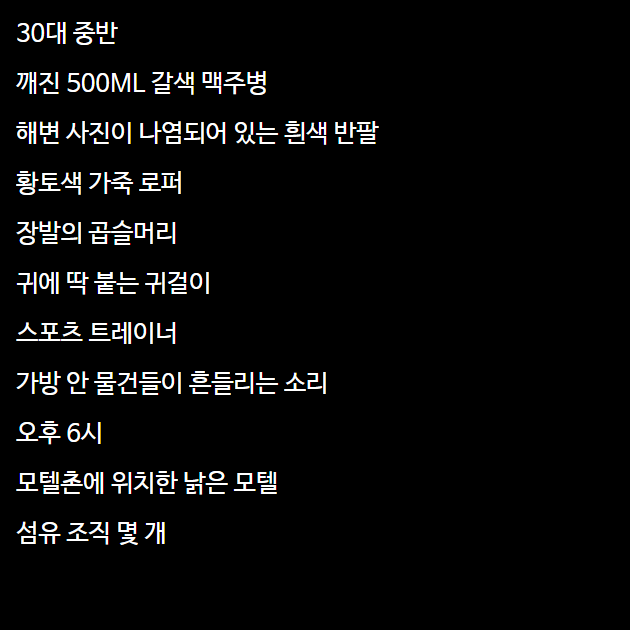 30대 중반
깨진 500ML 갈색 맥주병
해변 사진이 나염되어 있는 흰색 반팔
황토색 가죽 로퍼
장발의 곱슬머리
귀에 딱 붙는 귀걸이
스포츠 트레이너
가방 안 물건들이 흔들리는 소리
오후 6시
모텔촌에 위치한 낡은 모텔
섬유 조직 몇 개